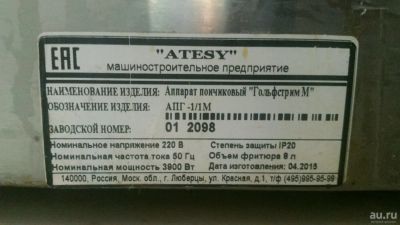 EAC
"ATESY"
машиностроительное предприятие
НАИМЕНОВАНИЕ ИЗДЕЛИЯ: Аппарат пончиковый "Гольфстрим М"
ОБОЗНАЧЕНИЕ ИЗДЕЛИЯ: АПГ -1/1М
ЗАВОДСКОЙ НОМЕР: 01 2098
Номинальное напряжение 220 В Степень защиты IP20
Номинальная частота тока 50 Гц Объем фритюра 8 л
Номинальная мощность 3900 Вт Дата изготовления 04.2015
140000, Россия, Моск. обл., г. Люберцы, ул. Красная, д.1, т/ф (495)995-95-99
au.ru